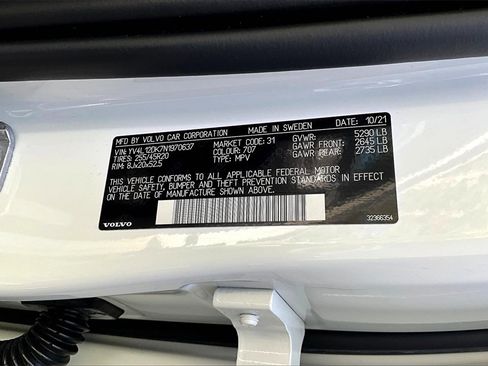 MFD BY VOLVO CAR CORPORATION MADE IN SWEDEN DATE: 10/21
VIN: YV4L12DK7N1970637 MARKET CODE: 31 GVWR: 5290 LB
TIRES: 255/45R20 COLOUR: 707 GAWR FRONT: 2645 LB
RIM: 8Jx20x52.5 TYPE: MPV GAWR REAR: 2735 LB
THIS VEHICLE CONFORMS TO ALL APPLICABLE FEDERAL MOTOR
VEHICLE SAFETY, BUMPER AND THEFT PREVENTION STANDARDS IN EFFECT
ON THE DATE OF MANUFACTURE SHOWN ABOVE.
VOLVO 32366354